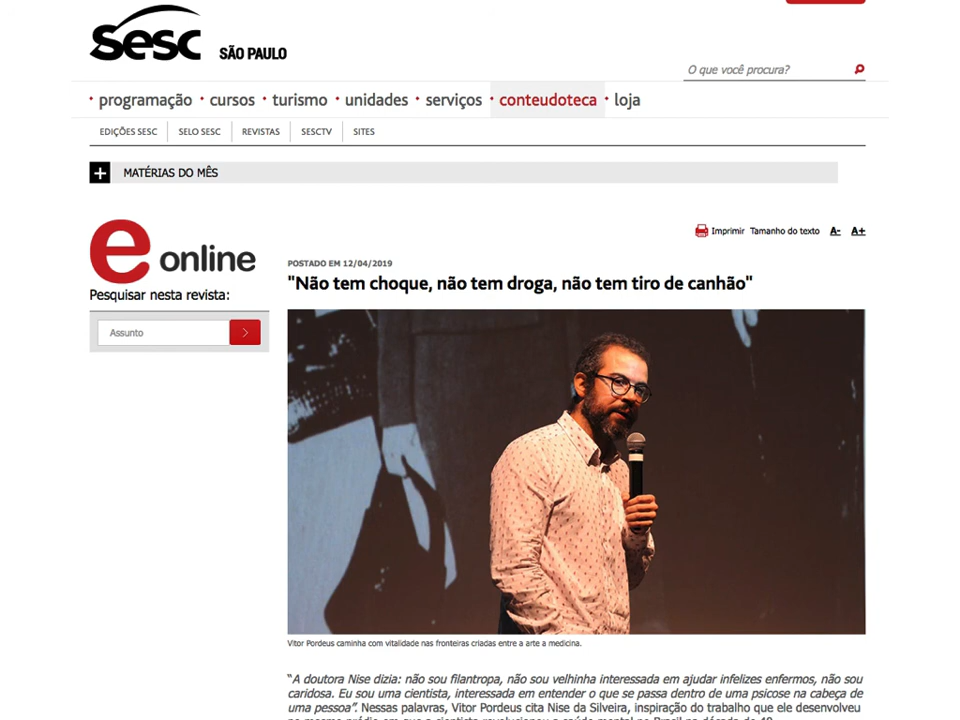 Sesc SÃO PAULO
O que você procura?
programação cursos turismo unidades serviços conteudoteca loja
EDIÇÕES SESC SELO SESC REVISTAS SESCTV SITES
+ MATÉRIAS DO MÊS
e online
Imprimir Tamanho do texto A- A+
Pesquisar nesta revista:
Assunto
POSTADO EM 12/04/2019
"Não tem choque, não tem droga, não tem tiro de canhão"
Vitor Pordeus caminha com vitalidade nas fronteiras criadas entre a arte a medicina.
“A doutora Nise dizia: não sou filantropa, não sou velhinha interessada em ajudar infelizes enfermos, não sou
caridosa. Eu sou uma cientista, interessada em entender o que se passa dentro de uma psicose na cabeça de
uma pessoa”. Nessas palavras, Vitor Pordeus cita Nise da Silveira, inspiração do trabalho que ele desenvolveu